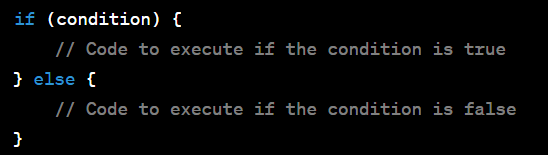 if (condition) {
    // Code to execute if the condition is true
} else {
    // Code to execute if the condition is false
}